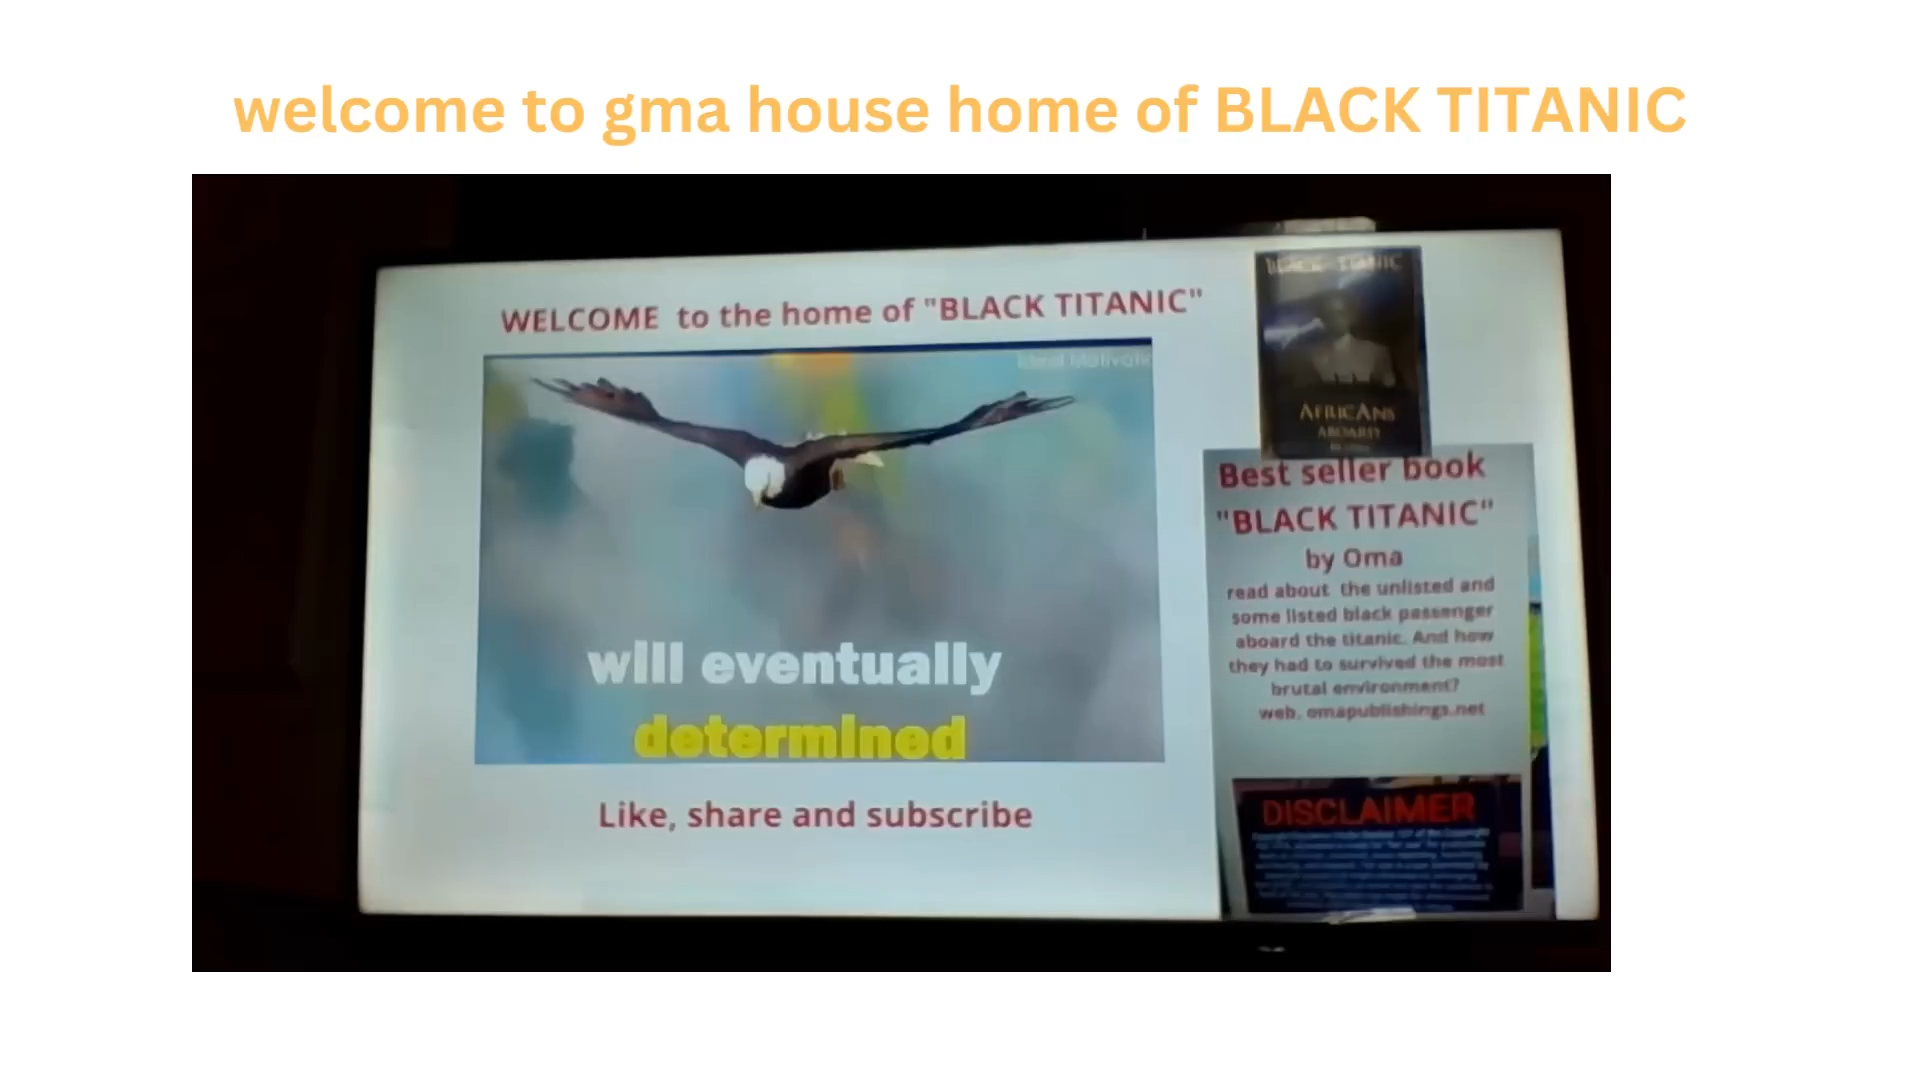 welcome to gma house home of BLACK TITANIC
WELCOME to the home of "BLACK TITANIC"
BLACK TITANIC
AFRICANS
ABOARD
will eventually
determined
Like, share and subscribe
Best seller book
"BLACK TITANIC"
by Oma
read about the unlisted and
some listed black passenger
aboard the titanic. And how
they had to survived the most
brutal environment?
web. omapublishings.net
DISCLAIMER